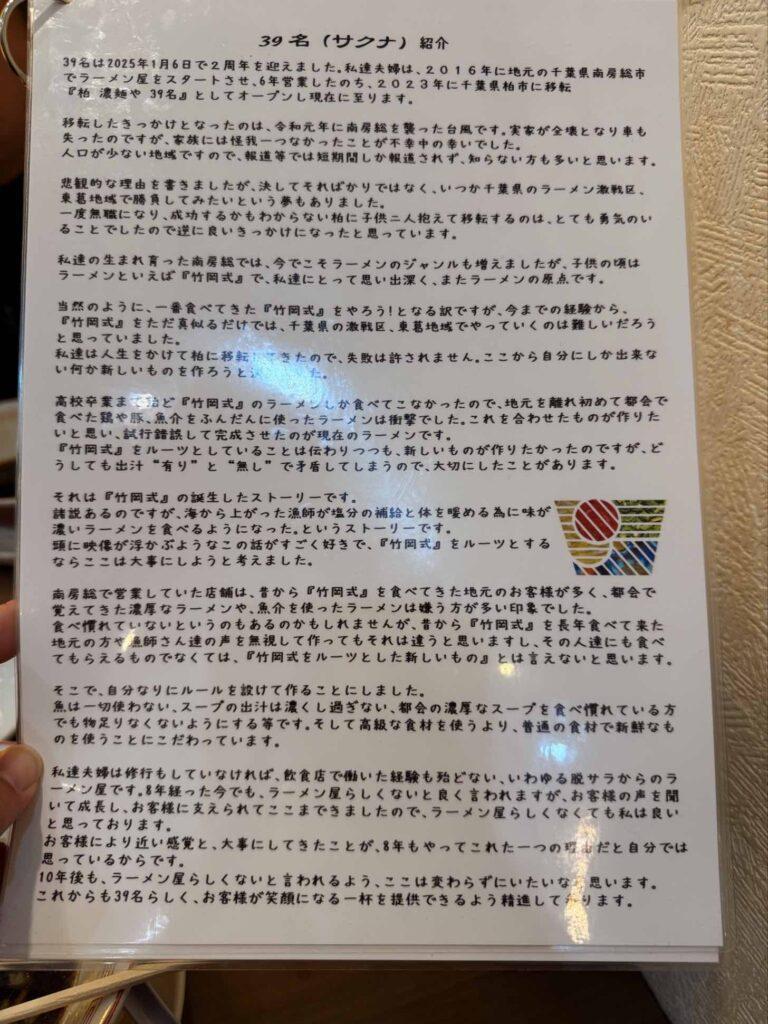 39名（サクナ）紹介
39名は2025年1月6日で2周年を迎えました。私達夫婦は、2016年に地元の千葉県南房総市
でラーメン屋をスタートさせ、6年営業したのち、2023年に千葉県柏市に移転
『柏 濃麺や 39名』としてオープンし現在に至ります。
移転したきっかけとなったのは、令和元年に南房総を襲った台風です。実家が全壊となり車も
失ったのですが、家族には怪我一つなかったことが不幸中の幸いでした。
人口が少ない地域ですので、報道等では短期間しか報道されず、知らない方も多いと思います。
悲観的な理由を書きましたが、決してそればかりではなく、いつか千葉県のラーメン激戦区、
東葛地域で勝負してみたいという夢もありました。
一度無職になり、成功するかもわからない柏に子供二人抱えて移転するのは、とても勇気のい
ることでしたので逆に良いきっかけになったと思っています。
私達の生まれ育った南房総では、今でこそラーメンのジャンルも増えましたが、子供の頃は
ラーメンといえば『竹岡式』で、私達にとって思い出深く、またラーメンの原点です。
当然のように、一番食べてきた『竹岡式』をやろう!となる訳ですが、今までの経験から、
『竹岡式』をただ真似るだけでは、千葉県の激戦区、東葛地域でやっていくのは難しいだろう
と思っていました。
私達は人生をかけて柏に移転してきたので、失敗は許されません。ここから自分にしか出来な
い何か新しいものを作ろうと た。
高校卒業まで殆ど『竹岡式』のラーメンしか食べてこなかったので、地元を離れ初めて都会で
食べた鶏や豚、魚介をふんだんに使ったラーメンは衝撃でした。これを合わせたものが作りた
いと思い、試行錯誤して完成させたのが現在のラーメンです。
『竹岡式』をルーツとしていることは伝わりつつも、新しいものが作りたかったのですが、ど
うしても出汁“有り”と“無し”で矛盾してしまうので、大切にしたことがあります。
それは『竹岡式』の誕生したストーリーです。
諸説あるのですが、海から上がった漁師が塩分の補給と体を暖める為に味が
濃いラーメンを食べるようになった。というストーリーです。
頭に映像が浮かぶようなこの話がすごく好きで、『竹岡式』をルーツとする
ならここは大事にしようと考えました。
南房総で営業していた店舗は、昔から『竹岡式』を食べてきた地元のお客様が多く、都会で
覚えてきた濃厚なラーメンや、魚介を使ったラーメンは嫌う方が多い印象でした。
食べ慣れていないというのもあるのかもしれませんが、昔から『竹岡式』を長年食べて来た
地元の方や漁師さん達の声を無視して作ってもそれは違うと思いますし、その人達にも食べ
てもらえるものでなくては、『竹岡式をルーツとした新しいもの』とは言えないと思います。
そこで、自分なりにルールを設けて作ることにしました。
魚は一切使わない、スープの出汁は濃くし過ぎない、都会の濃厚なスープを食べ慣れている方
でも物足りなくないようにする等です。そして高級な食材を使うより、普通の食材で新鮮なも
のを使うことにこだわっています。
私達夫婦は修行もしていなければ、飲食店で働いた経験も殆どない、いわゆる脱サラからのラ
ーメン屋です。8年経った今でも、ラーメン屋らしくないと良く言われますが、お客様の声を聞
いて成長し、お客様に支えられてここまできましたので、ラーメン屋らしくなくても私は良い
と思っております。
お客様により近い感覚と、大事にしてきたことが、8年もやってこれた一つの理由だと自分では
思っているからです。
10年後も、ラーメン屋らしくないと言われるよう、ここは変わらずにいたいな 思います。
これからも39名らしく、お客様が笑顔になる一杯を提供できるよう精進して ります。